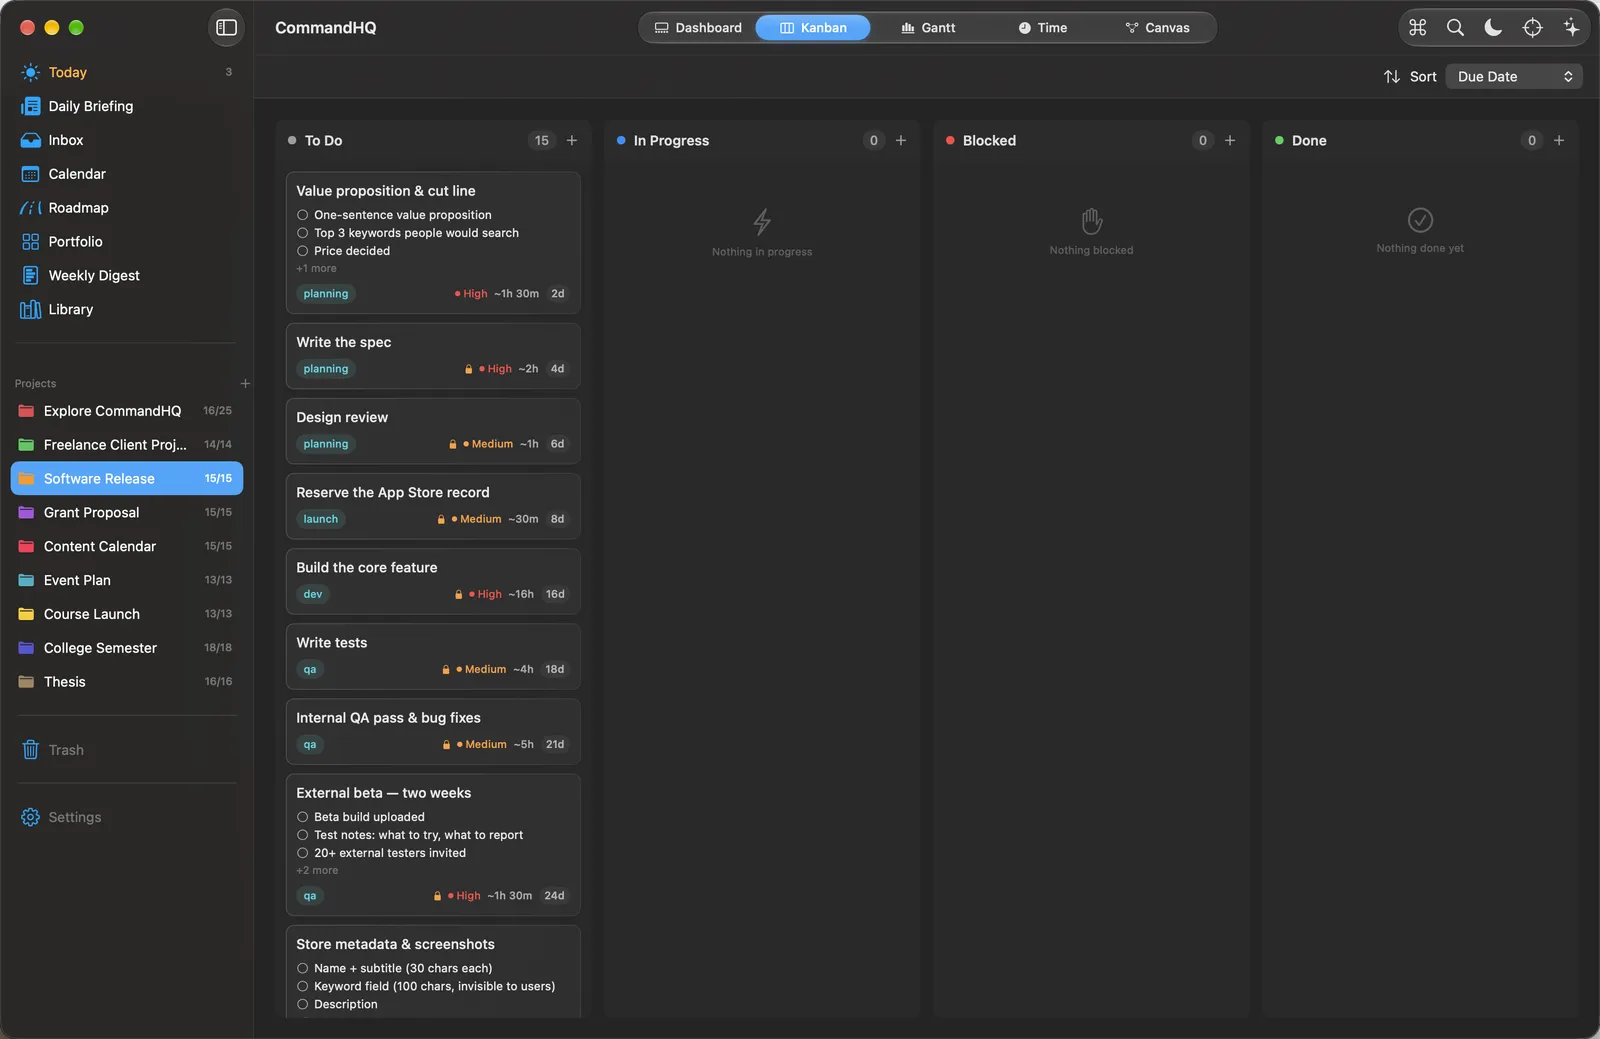 CommandHQ
Dashboard
Kanban
Gantt
Time
Canvas
Sort
Due Date
Today 3
Daily Briefing
Inbox
Calendar
Roadmap
Portfolio
Weekly Digest
Library
Projects
Explore CommandHQ 16/25
Freelance Client Proj... 14/14
Software Release 15/15
Grant Proposal 15/15
Content Calendar 15/15
Event Plan 13/13
Course Launch 13/13
College Semester 18/18
Thesis 16/16
Trash
Settings
To Do 15
Value proposition & cut line
One-sentence value proposition
Top 3 keywords people would search
Price decided
+1 more
planning High ~1h 30m 2d
Write the spec
planning High ~2h 4d
Design review
planning Medium ~1h 6d
Reserve the App Store record
launch Medium ~30m 8d
Build the core feature
dev High ~16h 16d
Write tests
qa Medium ~4h 18d
Internal QA pass & bug fixes
qa Medium ~5h 21d
External beta — two weeks
Beta build uploaded
Test notes: what to try, what to report
20+ external testers invited
+2 more
qa High ~1h 30m 24d
Store metadata & screenshots
Name + subtitle (30 chars each)
Keyword field (100 chars, invisible to users)
Description
In Progress 0
Nothing in progress
Blocked 0
Nothing blocked
Done 0
Nothing done yet